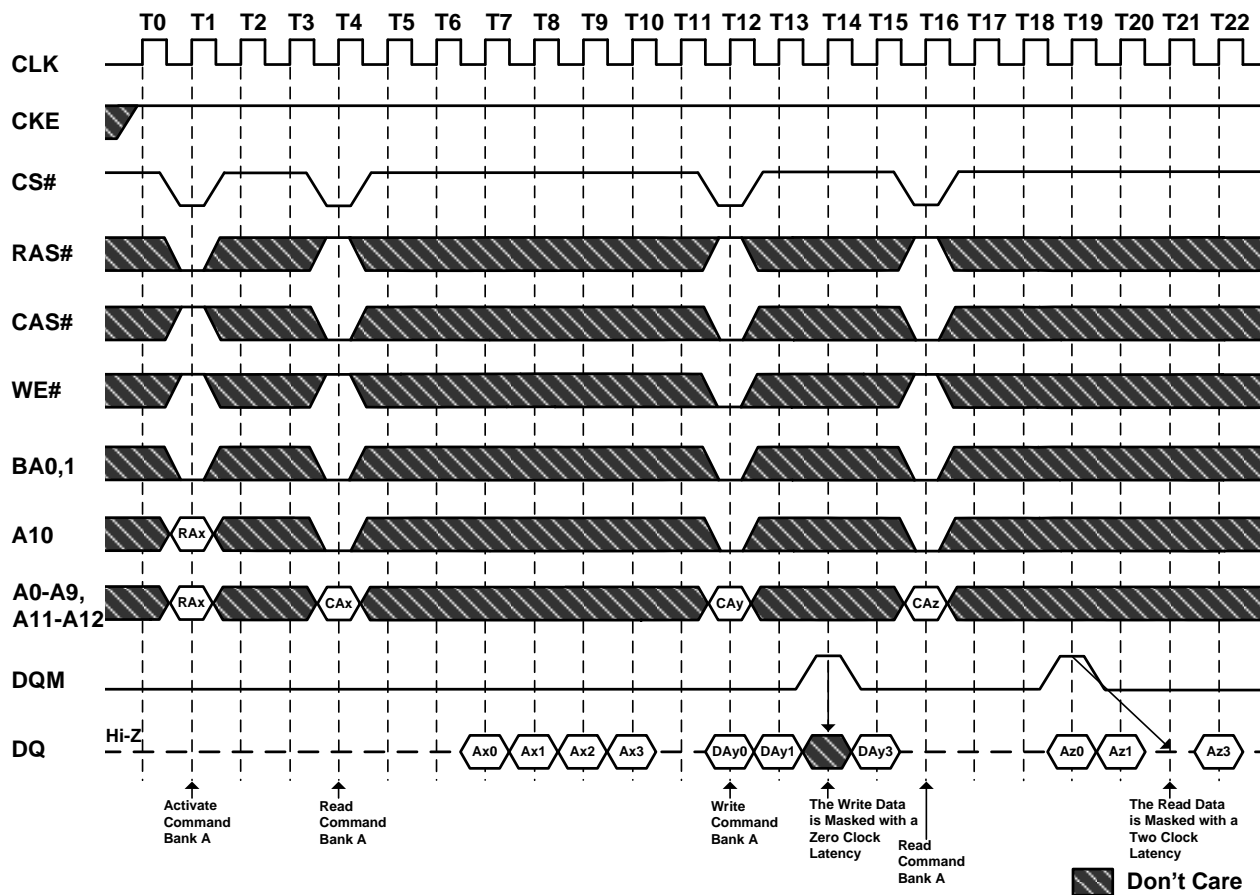 T0 T1 T2 T3 T4 T5 T6 T7 T8 T9 T10 T11 T12 T13 T14 T15 T16 T17 T18 T19 T20 T21 T22
CLK
CKE
CS#
RAS#
CAS#
WE#
BA0,1
A10
RAx
A0-A9,
A11-A12
RAx CAx CAy CAz
DQM
DQ
Hi-Z
Ax0 Ax1 Ax2 Ax3 DAy0 DAy1 DAy3 Az0 Az1 Az3
Activate
Command
Bank A
Read
Command
Bank A
Write
Command
Bank A
The Write Data
is Masked with a
Zero Clock
Latency
Read
Command
Bank A
The Read Data
is Masked with a
Two Clock
Latency
Don't Care